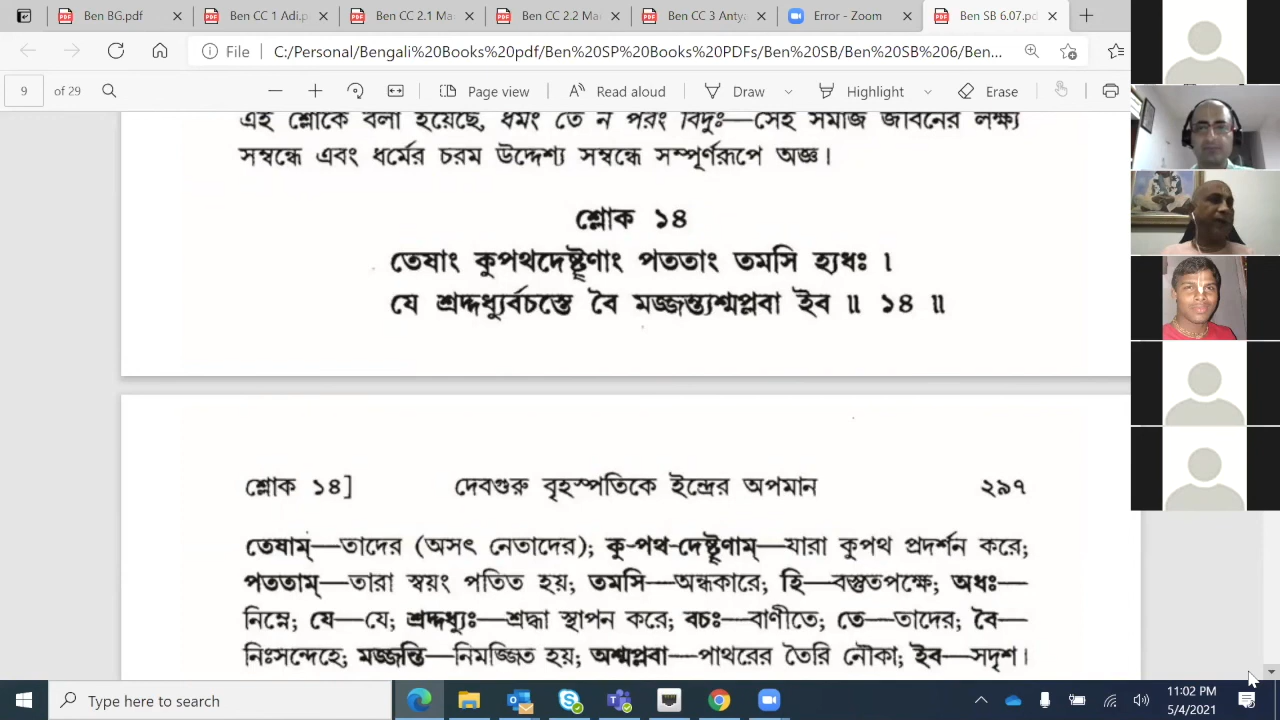 Ben BG.pdf
Ben CC 1 Adi.p
Ben CC 2.1 Ma
Ben CC 2.2 Ma
Ben CC 3 Antya
Error - Zoom
Ben SB 6.07.pd
File
C:/Personal/Bengali%20Books%20pdf/Ben%20SP%20Books%20PDFs/Ben%20SB/Ben%20SB%206/Ben...
9 of 29
Page view
Read aloud
Draw
Highlight
Erase
এই শ্লোকে বলা হয়েছে, ধর্মং তে ন পরং বিদুঃ—সেই সমাজ জীবনের লক্ষ্য
সম্বন্ধে এবং ধর্মের চরম উদ্দেশ্য সম্বন্ধে সম্পূর্ণরূপে অজ্ঞ।
শ্লোক ১৪
তেষাং কুপথদেষ্টৄণাং পততাং তমসি হ্যধঃ ।
যে শ্রদ্দধ্যুর্বচস্তে বৈ মজ্জন্ত্যশ্মপ্লবা ইব ॥ ১৪ ॥
শ্লোক ১৪] দেবগুরু বৃহস্পতিকে ইন্দ্রের অপমান ২৯৭
তেষাম্—তাদের (অসৎ নেতাদের); কু-পথ-দেষ্টৄণাম্—যারা কুপথ প্রদর্শন করে;
পততাম্—তারা স্বয়ং পতিত হয়; তমসি—অন্ধকারে; হি—বস্তুতপক্ষে; অধঃ—
নিম্নে; যে—যে; শ্রদ্দধ্যুঃ—শ্রদ্ধা স্থাপন করে; বচঃ—বাণীতে; তে—তাদের; বৈ—
নিঃসন্দেহে; মজ্জন্তি—নিমজ্জিত হয়; অশ্মপ্লবা—পাথরের তৈরি নৌকা; ইব—সদৃশ।
Type here to search
11:02 PM
5/4/2021